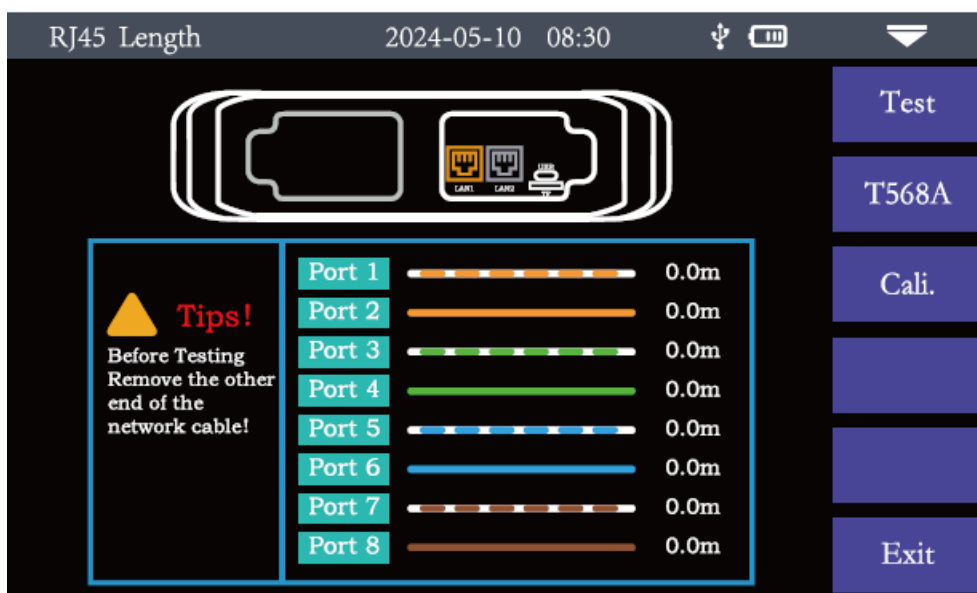 RJ45 Length 2024-05-10 08:30
Test
T568A
Cali.
Exit
LAN1 LAN2 USB
TF
Tips!
Before Testing
Remove the other
end of the
network cable!
Port 1 0.0m
Port 2 0.0m
Port 3 0.0m
Port 4 0.0m
Port 5 0.0m
Port 6 0.0m
Port 7 0.0m
Port 8 0.0m